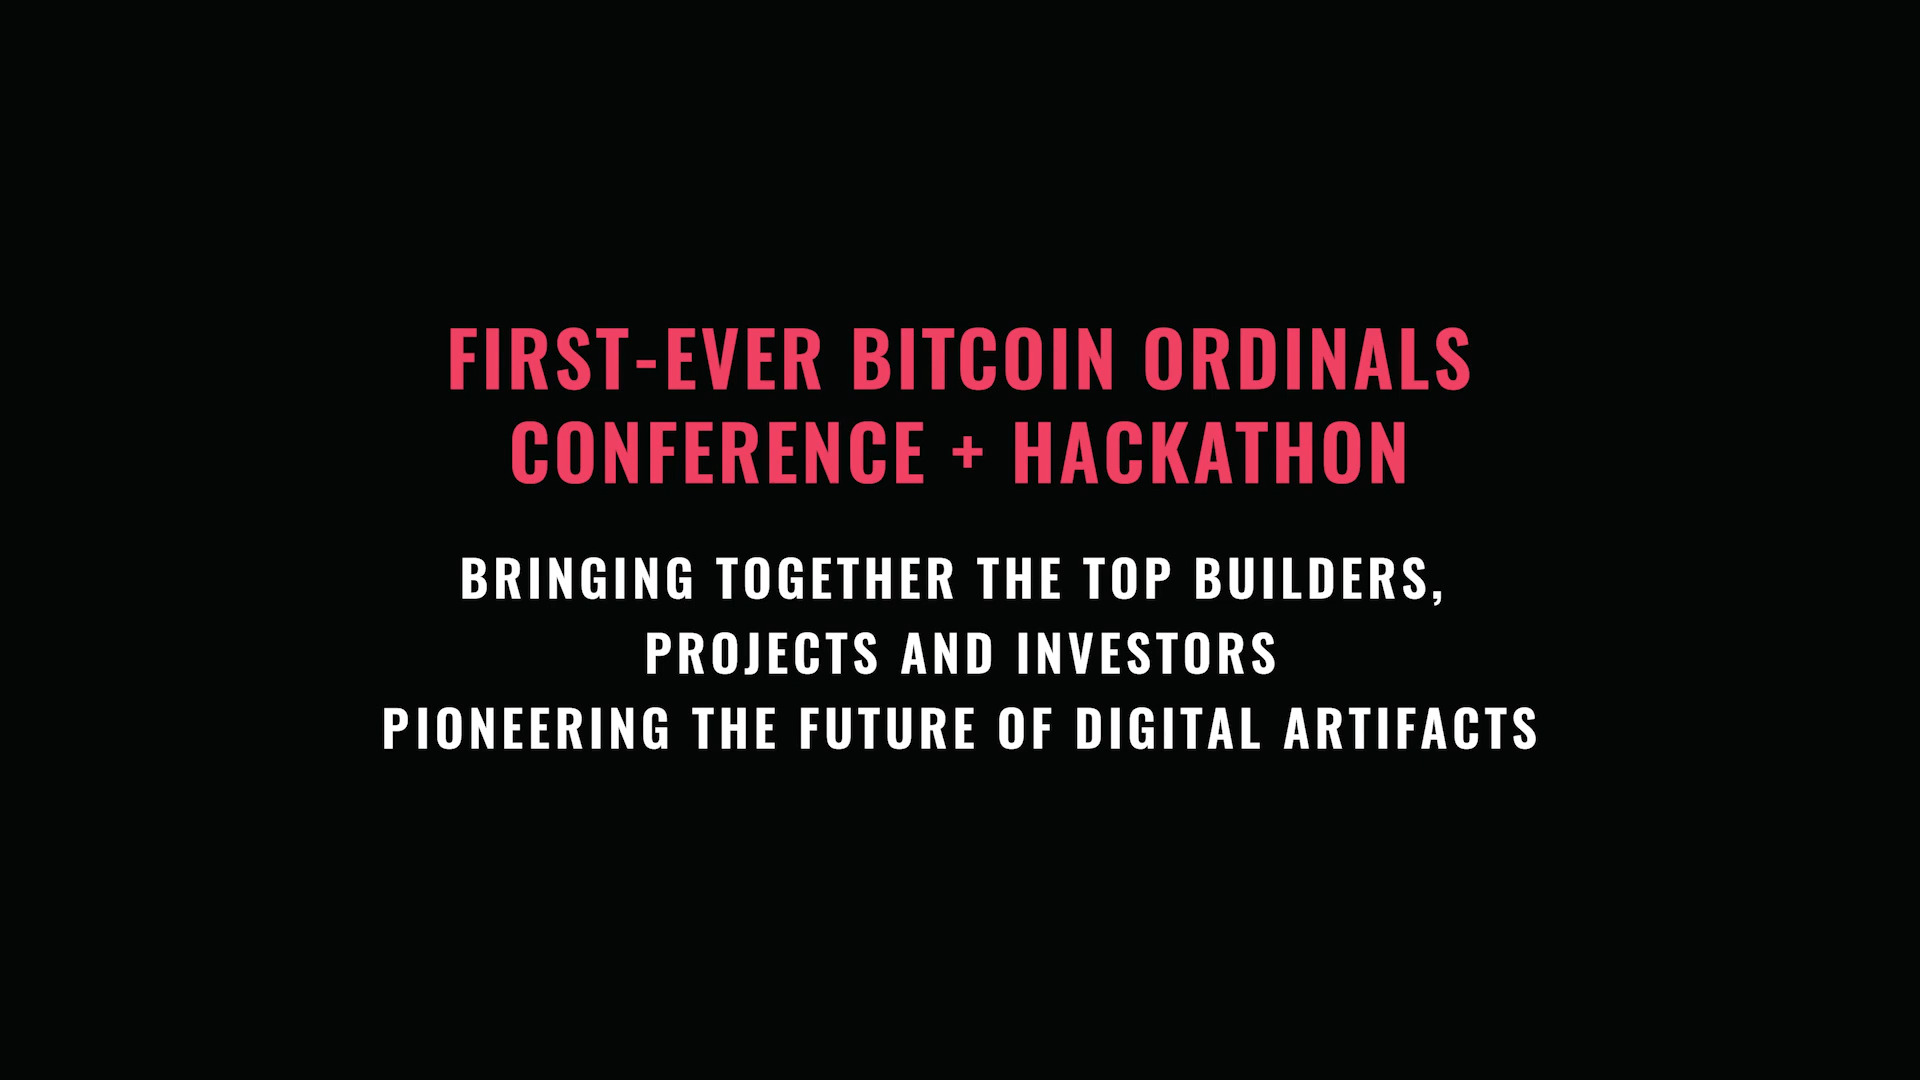 FIRST-EVER BITCOIN ORDINALS
CONFERENCE + HACKATHON
BRINGING TOGETHER THE TOP BUILDERS,
PROJECTS AND INVESTORS
PIONEERING THE FUTURE OF DIGITAL ARTIFACTS